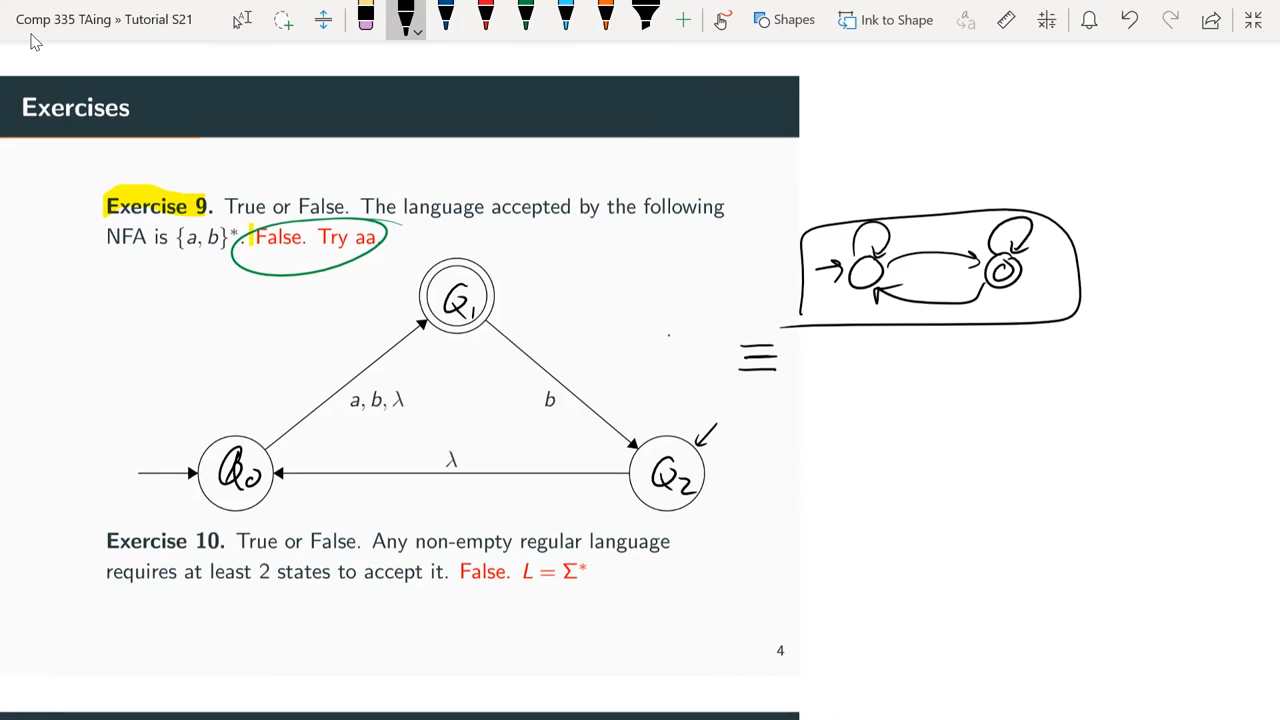 Comp 335 TAing » Tutorial S21
Shapes
Ink to Shape
Exercises
Exercise 9. True or False. The language accepted by the following
NFA is {a, b}*. False. Try aa.
Q₁
a, b, λ
b
Q₀
λ
Q₂
≡
Exercise 10. True or False. Any non-empty regular language
requires at least 2 states to accept it. False. L = Σ*
4